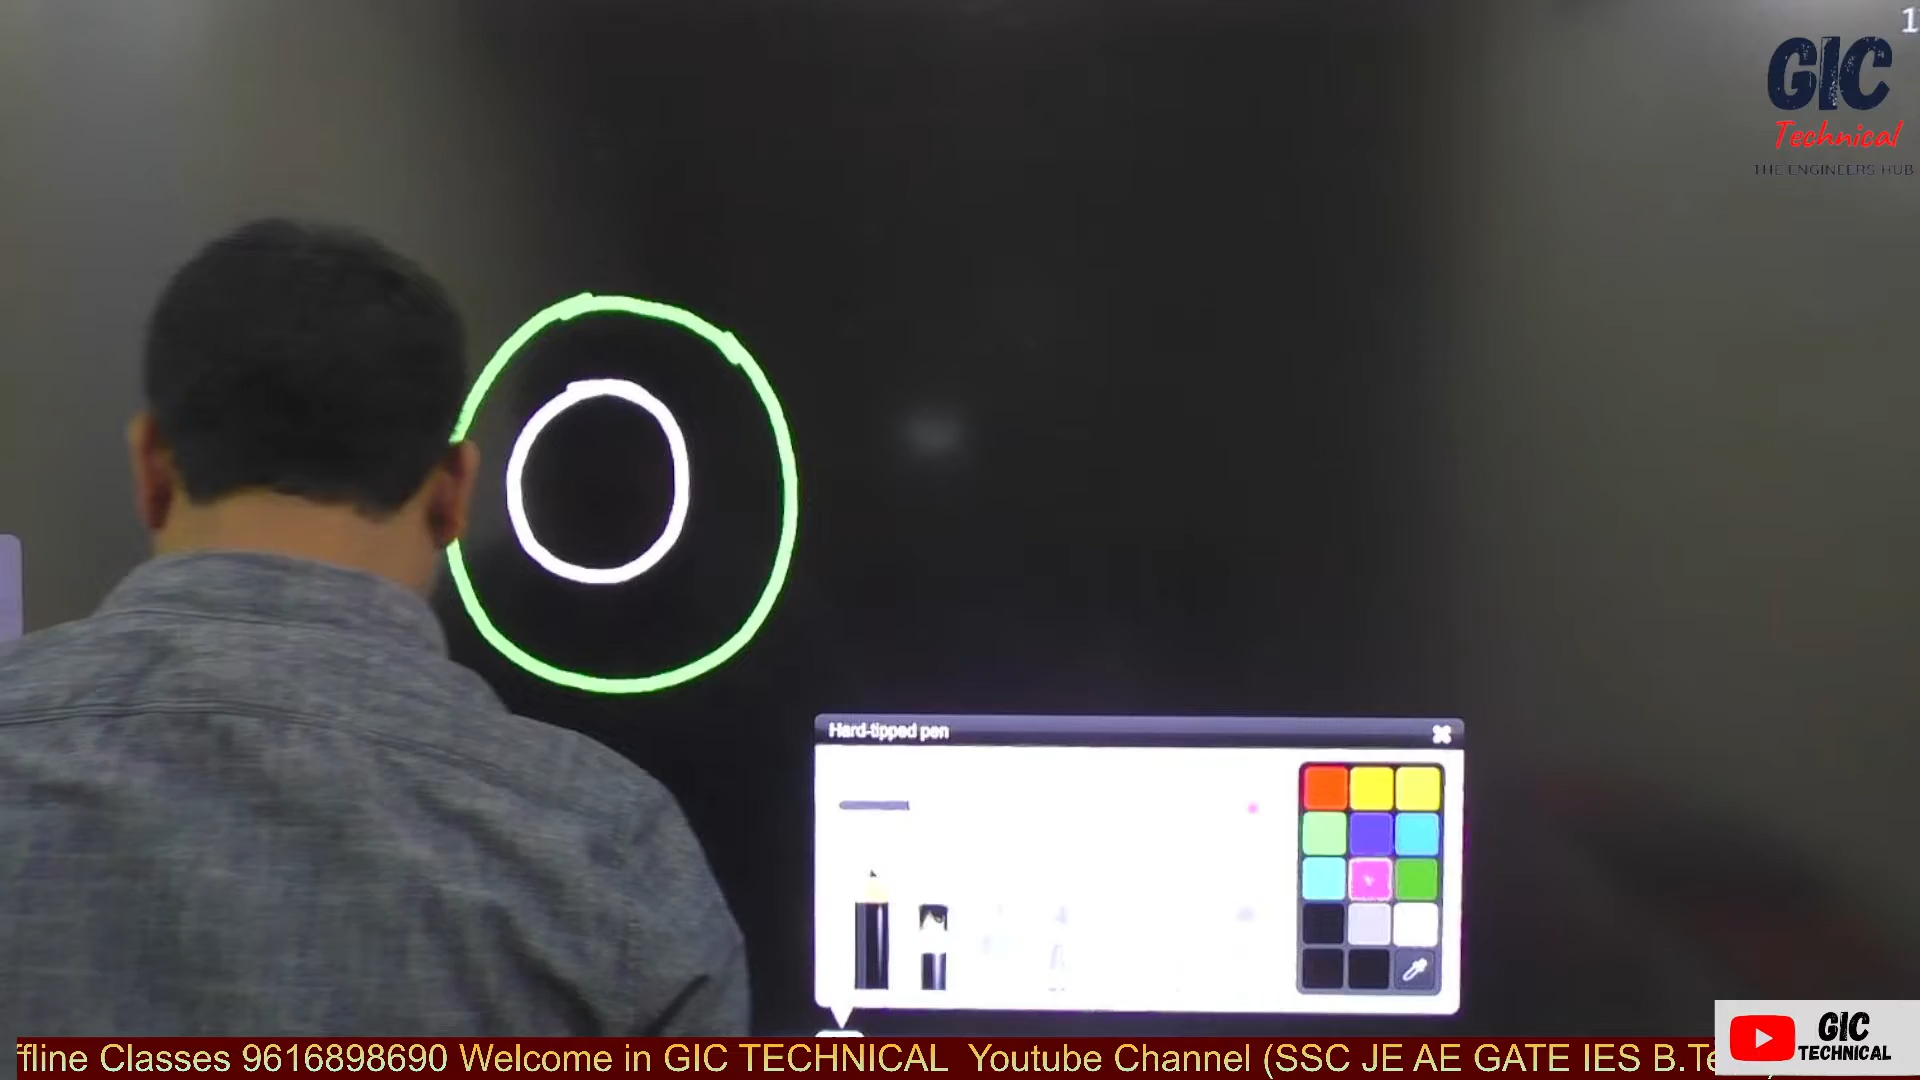 1
GIC
Technical
THE ENGINEERS HUB
Hard-tipped pen
ffline Classes 9616898690 Welcome in GIC TECHNICAL Youtube Channel (SSC JE AE GATE IES B.Te
GIC
TECHNICAL